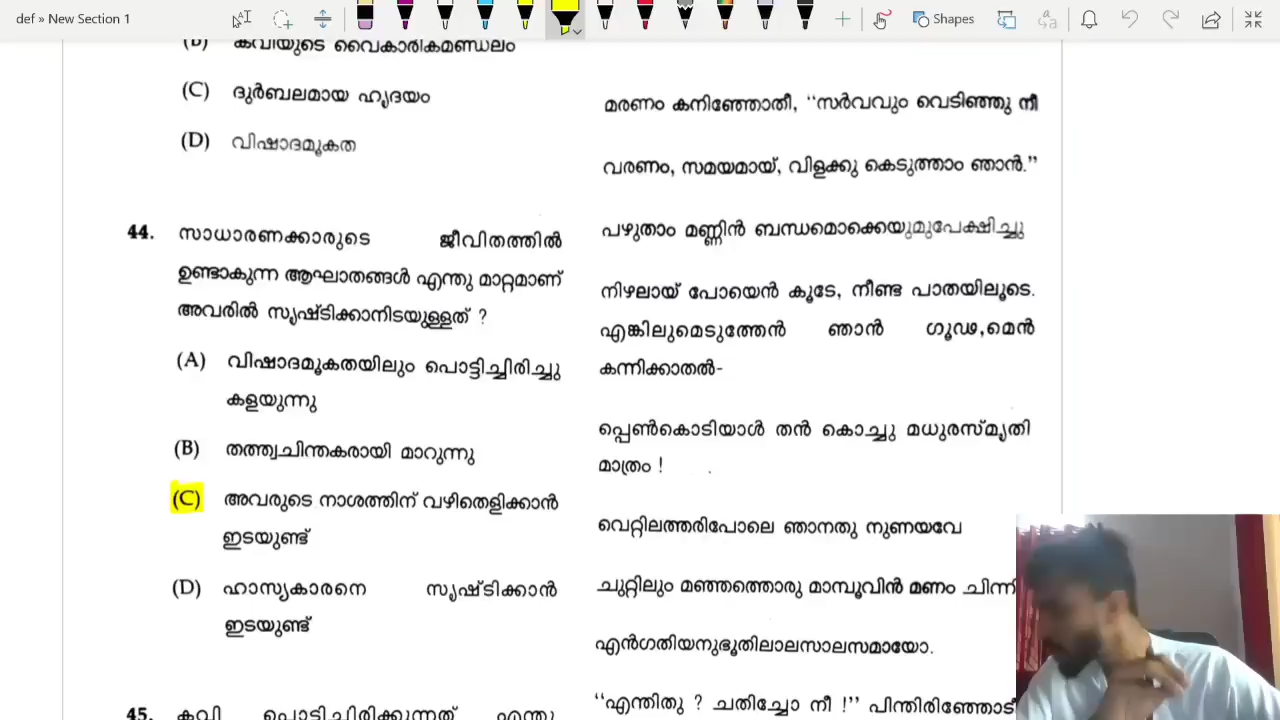 def » New Section 1
Shapes
(B) കവിയുടെ വൈകാരികമണ്ഡലം
(C) ദുർബലമായ ഹൃദയം
(D) വിഷാദമൂകത
44. സാധാരണക്കാരുടെ ജീവിതത്തിൽ
ഉണ്ടാകുന്ന ആഘാതങ്ങൾ എന്തു മാറ്റമാണ്
അവരിൽ സൃഷ്ടിക്കാനിടയുള്ളത് ?
(A) വിഷാദമൂകതയിലും പൊട്ടിച്ചിരിച്ചു
കളയുന്നു
(B) തത്ത്വചിന്തകരായി മാറുന്നു
(C) അവരുടെ നാശത്തിന് വഴിതെളിക്കാൻ
ഇടയുണ്ട്
(D) ഹാസ്യകാരനെ സൃഷ്ടിക്കാൻ
ഇടയുണ്ട്
45. കവി പൊട്ടിച്ചിരിക്കുന്നത് എന്തു
മരണം കനിഞ്ഞോതീ, “സർവവും വെടിഞ്ഞു നീ
വരണം, സമയമായ്, വിളക്കു കെടുത്താം ഞാൻ.”
പഴുതാം മണ്ണിൻ ബന്ധമൊക്കെയുമുപേക്ഷിച്ചു
നിഴലായ് പോയെൻ കൂടേ, നീണ്ട പാതയിലൂടെ.
എങ്കിലുമെടുത്തേൻ ഞാൻ ഗൂഢ,മെൻ
കന്നിക്കാതൽ-
പ്പെൺകൊടിയാൾ തൻ കൊച്ചു മധുരസ്മൃതി
മാത്രം !
വെറ്റിലത്തരിപോലെ ഞാനതു നുണയവേ
ചുറ്റിലും മഞ്ഞത്തൊരു മാമ്പൂവിൻ മണം ചിന്നി
എൻഗതിയനുഭൂതിലാലസാലസമായോ.
“എന്തിതു ? ചതിച്ചോ നീ !” പിന്തിരിഞ്ഞോതീ